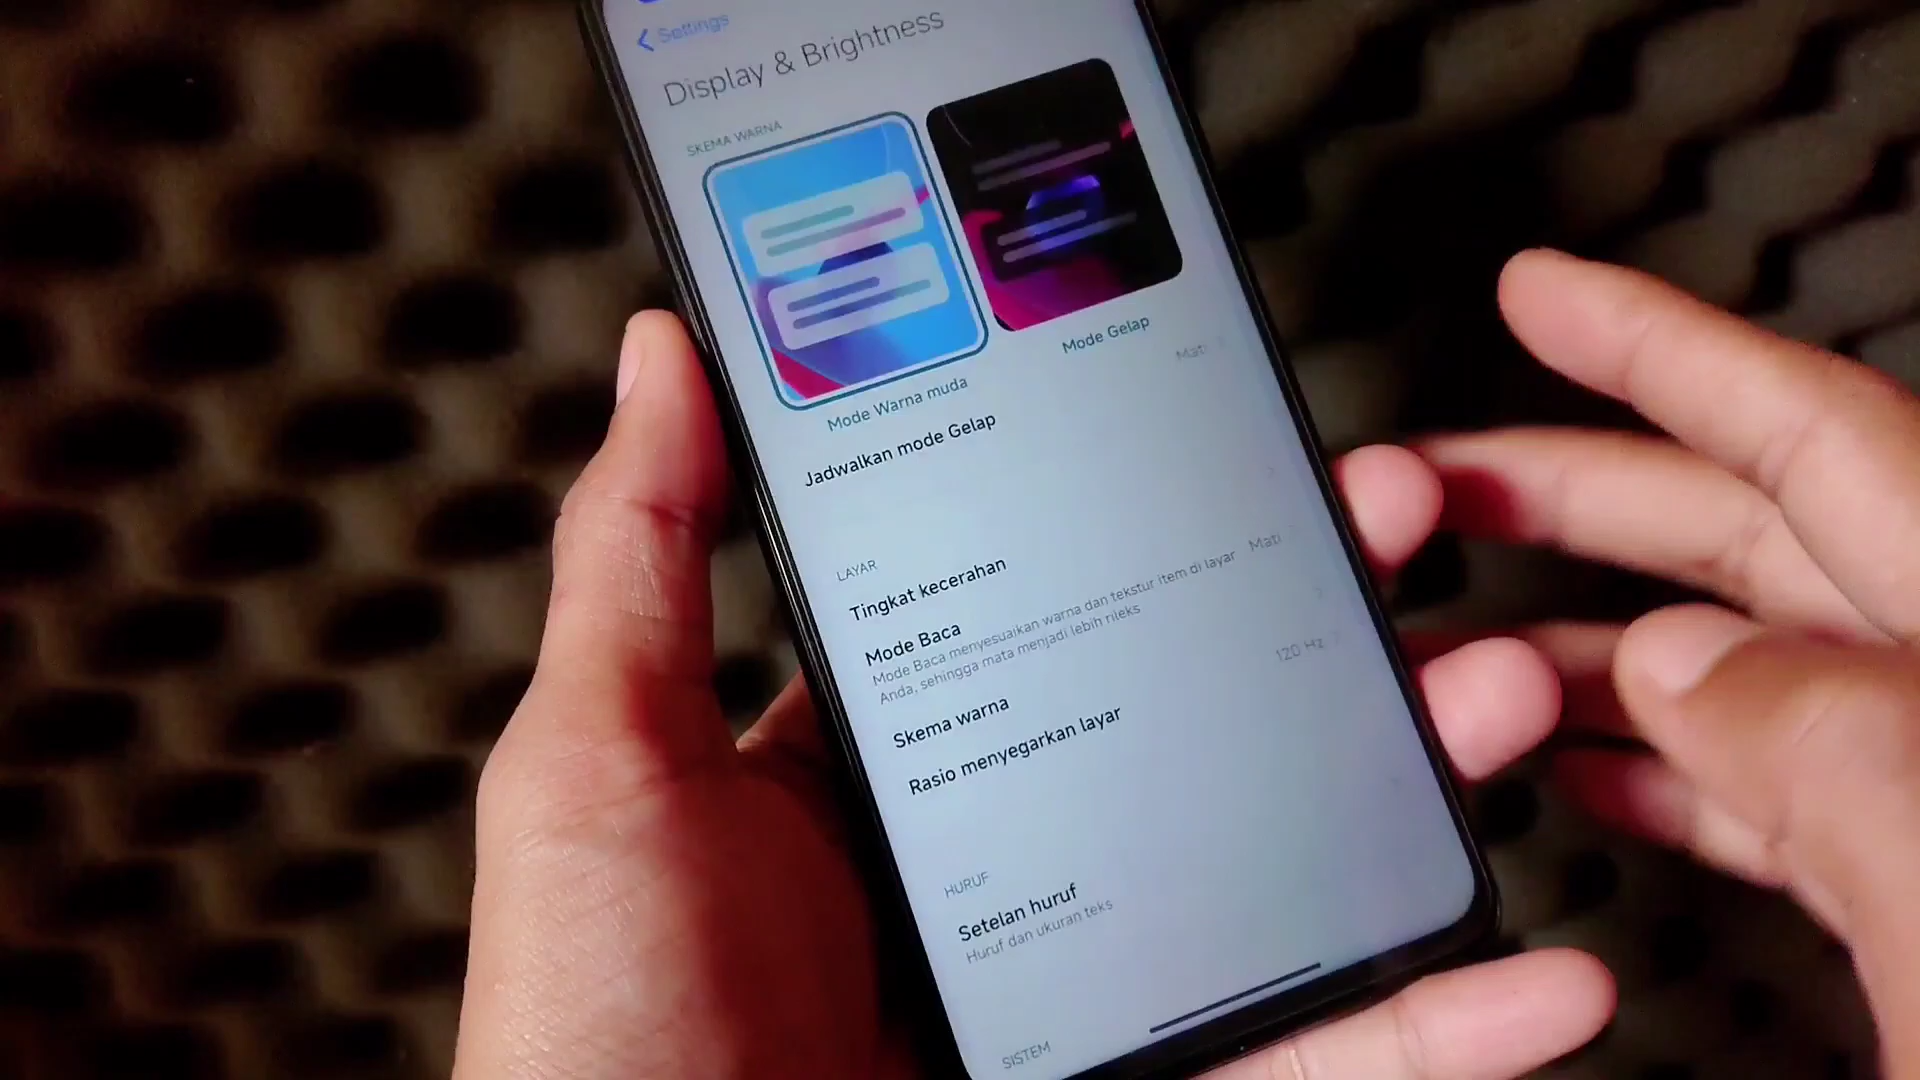 Settings
Display & Brightness
SKEMA WARNA
Mode Warna muda
Mode Gelap
Jadwalkan mode Gelap
Mati
LAYAR
Tingkat kecerahan
Mode Baca
Mode Baca menyesuaikan warna dan tekstur item di layar
Anda, sehingga mata menjadi lebih rileks
Mati
Skema warna
Rasio menyegarkan layar
120 Hz
HURUF
Setelan huruf
Huruf dan ukuran teks
SISTEM